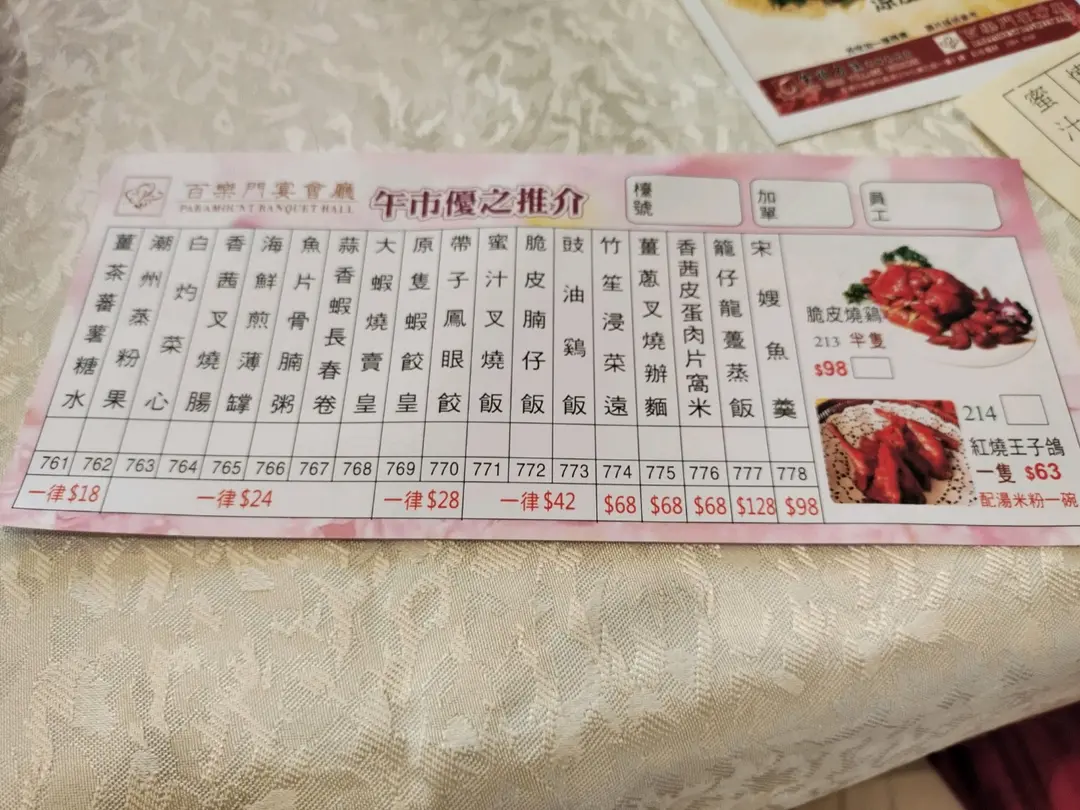 百樂門宴會廳
PARAMOUNT BANQUET HALL
午市優之推介
檯號
加單
員工
薑茶蕃薯糖水
潮州蒸粉果
白灼菜心
香茜叉燒腸
海鮮煎薄罉
魚片骨腩粥
蒜香蝦長春卷
大蝦燒賣皇
原隻蝦餃皇
帶子鳳眼餃
蜜汁叉燒飯
脆皮腩仔飯
豉油鷄飯
竹笙浸菜遠
薑蔥叉燒辦麵
香茜皮蛋肉片窩米
籠仔龍躉蒸飯
宋嫂魚羹
761 762 763 764 765 766 767 768 769 770 771 772 773 774 775 776 777 778
一律$18 一律$24 一律$28 一律$42 $68 $68 $68 $128 $98
脆皮燒鷄
213 半隻
$98
214
紅燒王子鴿
一隻 $63
配湯米粉一碗
蜜汁